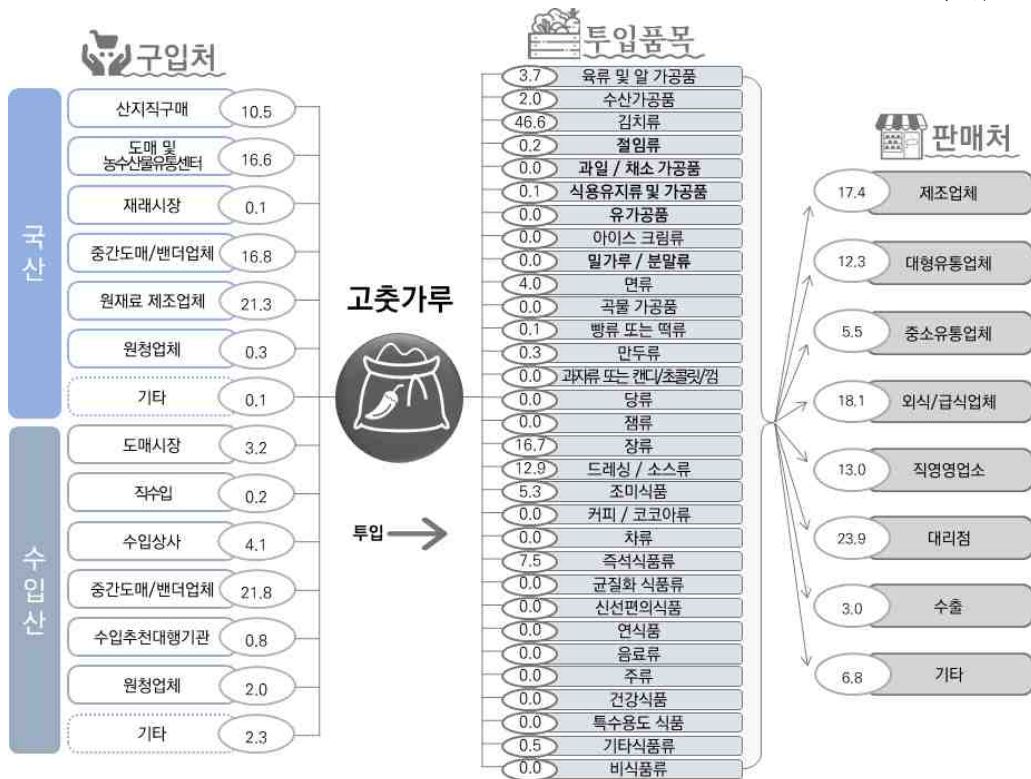 구입처
국산
산지직구매 10.5
도매 및
농수산물유통센터 16.6
재래시장 0.1
중간도매/밴더업체 16.8
원재료 제조업체 21.3
원청업체 0.3
기타 0.1
수입산
도매시장 3.2
직수입 0.2
수입상사 4.1
중간도매/밴더업체 21.8
수입추천대행기관 0.8
원청업체 2.0
기타 2.3
고춧가루
투입
투입품목
3.7 육류 및 알 가공품
2.0 수산가공품
46.6 김치류
0.2 절임류
0.0 과일 / 채소 가공품
0.1 식용유지류 및 가공품
0.0 유가공품
0.0 아이스 크림류
0.0 밀가루 / 분말류
4.0 면류
0.0 곡물 가공품
0.1 빵류 또는 떡류
0.3 만두류
0.0 과자류 또는 캔디/초콜릿/껌
0.0 당류
0.0 잼류
16.7 장류
12.9 드레싱 / 소스류
5.3 조미식품
0.0 커피 / 코코아류
0.0 차류
7.5 즉석식품류
0.0 균질화 식품류
0.0 신선편의식품
0.0 연식품
0.0 음료류
0.0 주류
0.0 건강식품
0.0 특수용도 식품
0.5 기타식품류
0.0 비식품류
판매처
17.4 제조업체
12.3 대형유통업체
5.5 중소유통업체
18.1 외식/급식업체
13.0 직영영업소
23.9 대리점
3.0 수출
6.8 기타